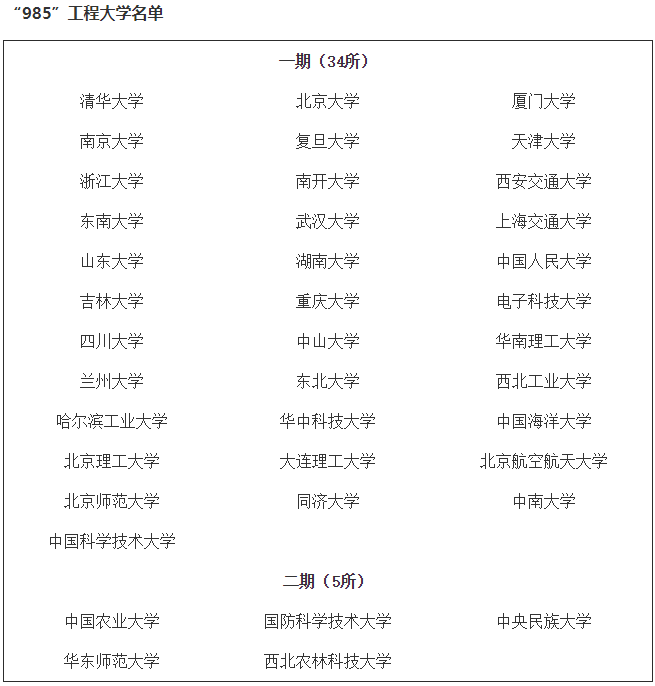 “985”工程大学名单
一期（34所）
清华大学 北京大学 厦门大学
南京大学 复旦大学 天津大学
浙江大学 南开大学 西安交通大学
东南大学 武汉大学 上海交通大学
山东大学 湖南大学 中国人民大学
吉林大学 重庆大学 电子科技大学
四川大学 中山大学 华南理工大学
兰州大学 东北大学 西北工业大学
哈尔滨工业大学 华中科技大学 中国海洋大学
北京理工大学 大连理工大学 北京航空航天大学
北京师范大学 同济大学 中南大学
中国科学技术大学
二期（5所）
中国农业大学 国防科学技术大学 中央民族大学
华东师范大学 西北农林科技大学